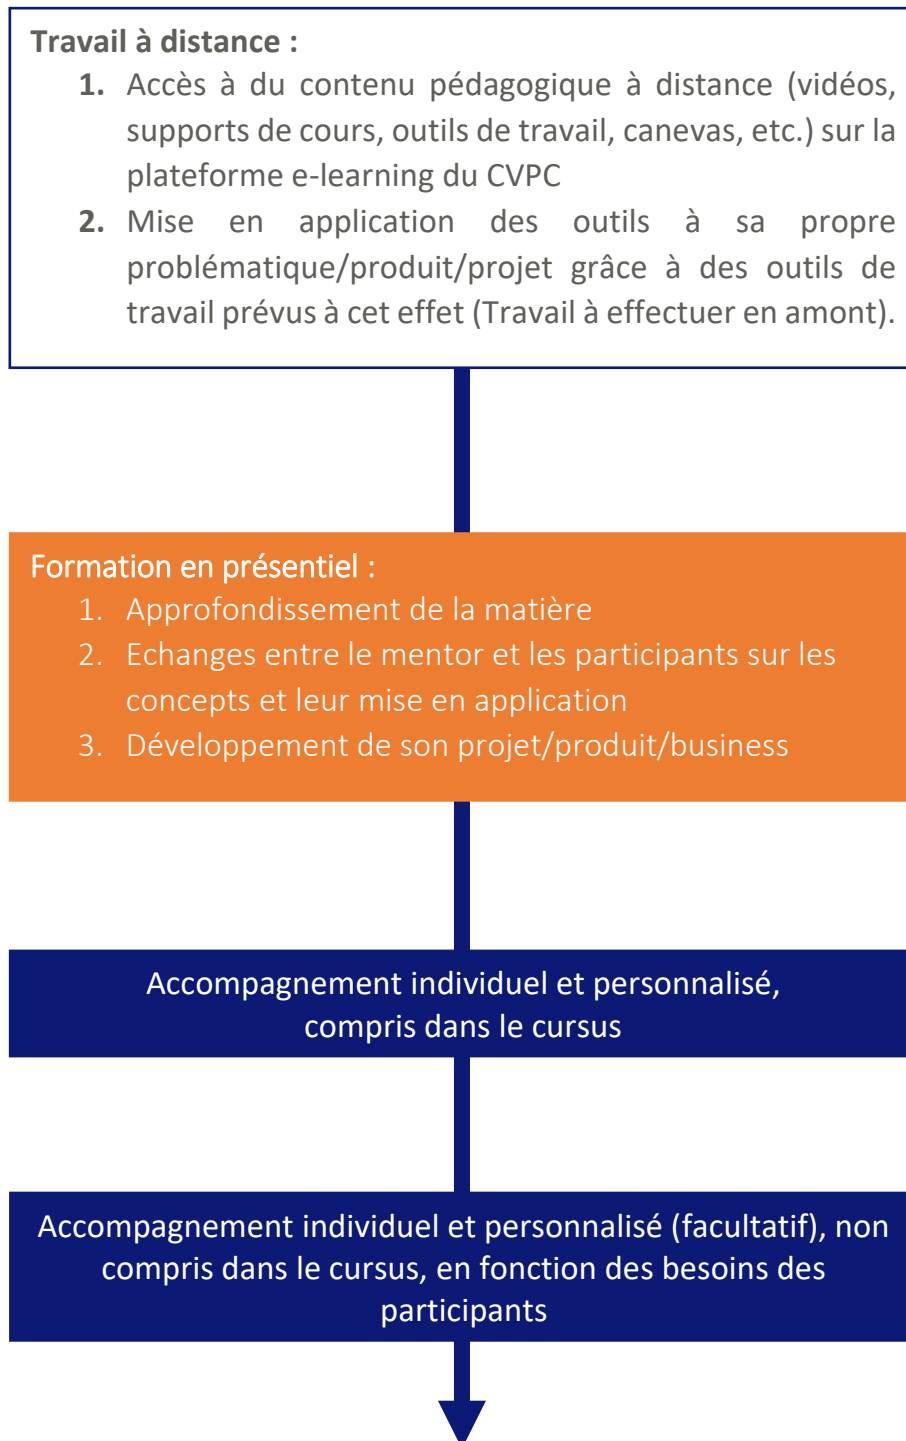 Travail à distance :
1. Accès à du contenu pédagogique à distance (vidéos,
supports de cours, outils de travail, canevas, etc.) sur la
plateforme e-learning du CVPC
2. Mise en application des outils à sa propre
problématique/produit/projet grâce à des outils de
travail prévus à cet effet (Travail à effectuer en amont).
Formation en présentiel :
1. Approfondissement de la matière
2. Echanges entre le mentor et les participants sur les
concepts et leur mise en application
3. Développement de son projet/produit/business
Accompagnement individuel et personnalisé,
compris dans le cursus
Accompagnement individuel et personnalisé (facultatif), non
compris dans le cursus, en fonction des besoins des
participants